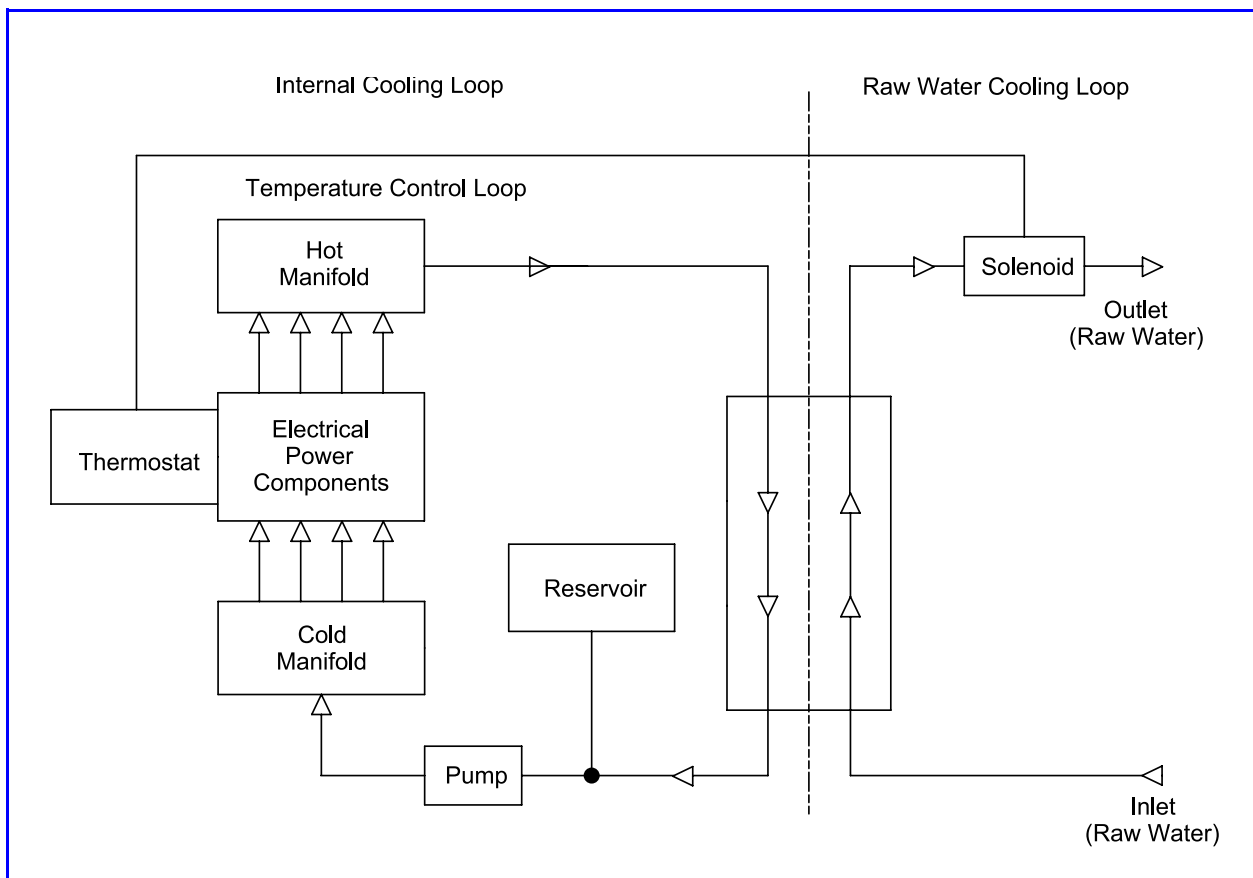 Internal Cooling Loop
Raw Water Cooling Loop
Temperature Control Loop
Hot
Manifold
Solenoid
Outlet
(Raw Water)
Thermostat
Electrical
Power
Components
Reservoir
Cold
Manifold
Pump
Inlet
(Raw Water)